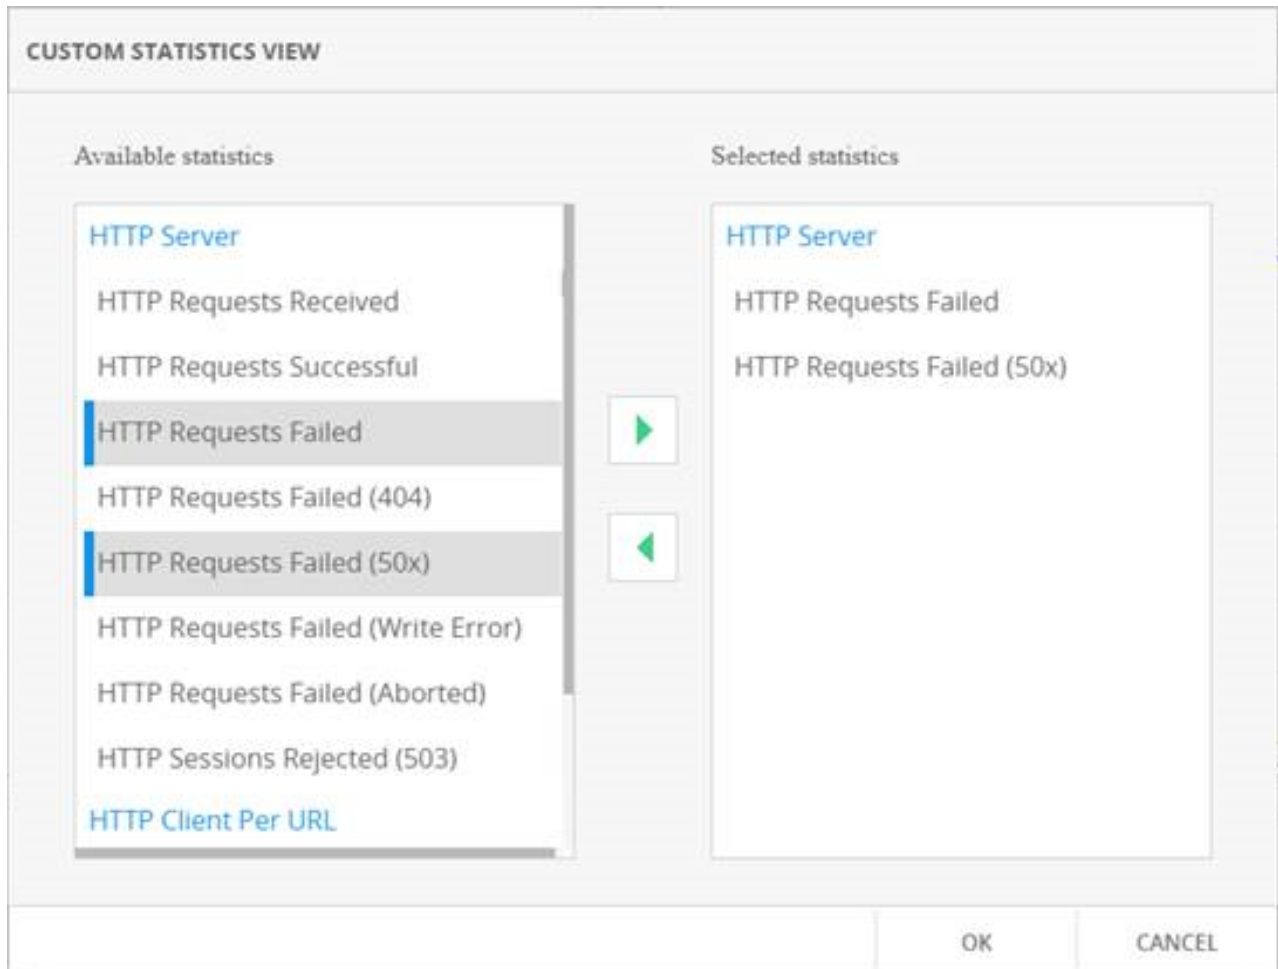 CUSTOM STATISTICS VIEW
Available statistics
HTTP Server
HTTP Requests Received
HTTP Requests Successful
HTTP Requests Failed
HTTP Requests Failed (404)
HTTP Requests Failed (50x)
HTTP Requests Failed (Write Error)
HTTP Requests Failed (Aborted)
HTTP Sessions Rejected (503)
HTTP Client Per URL
Selected statistics
HTTP Server
HTTP Requests Failed
HTTP Requests Failed (50x)
OK
CANCEL